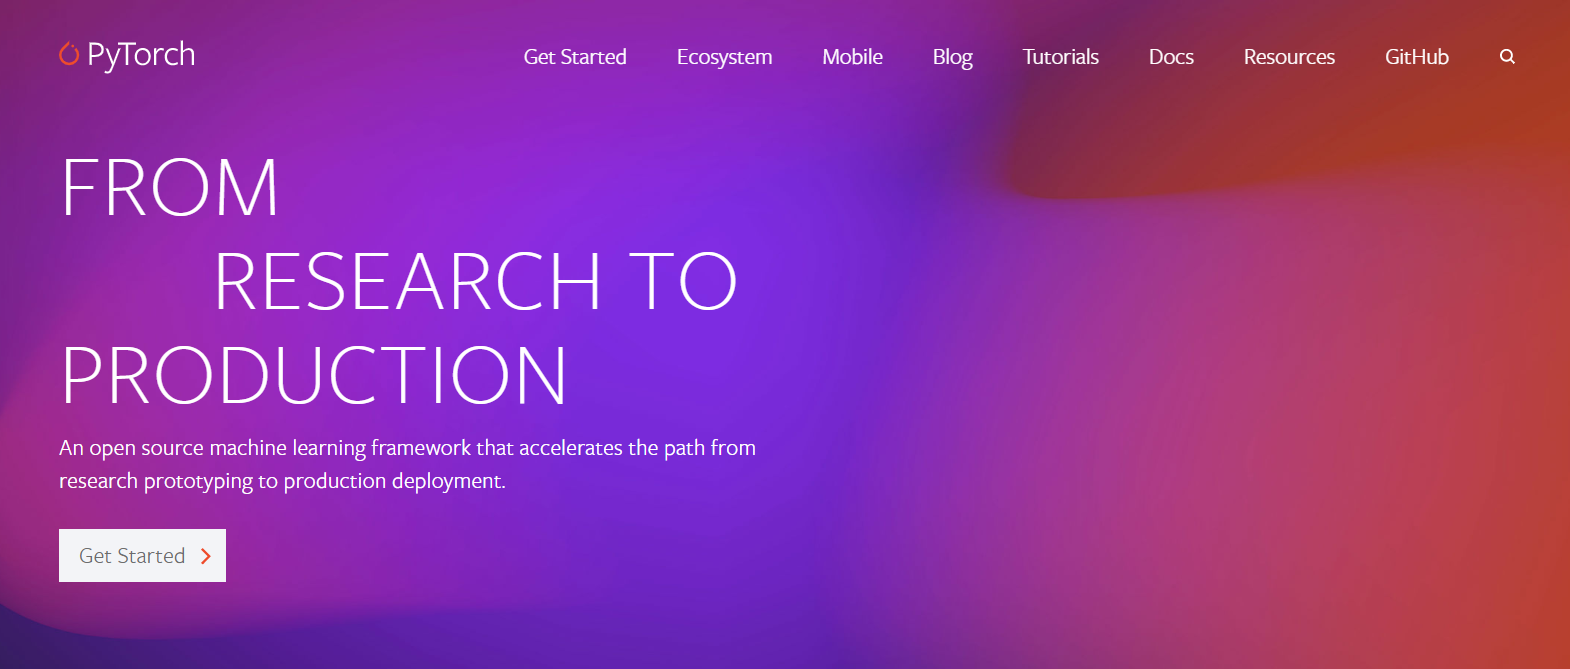 PyTorch
Get Started
Ecosystem
Mobile
Blog
Tutorials
Docs
Resources
GitHub
FROM
RESEARCH TO
PRODUCTION
An open source machine learning framework that accelerates the path from
research prototyping to production deployment.
Get Started